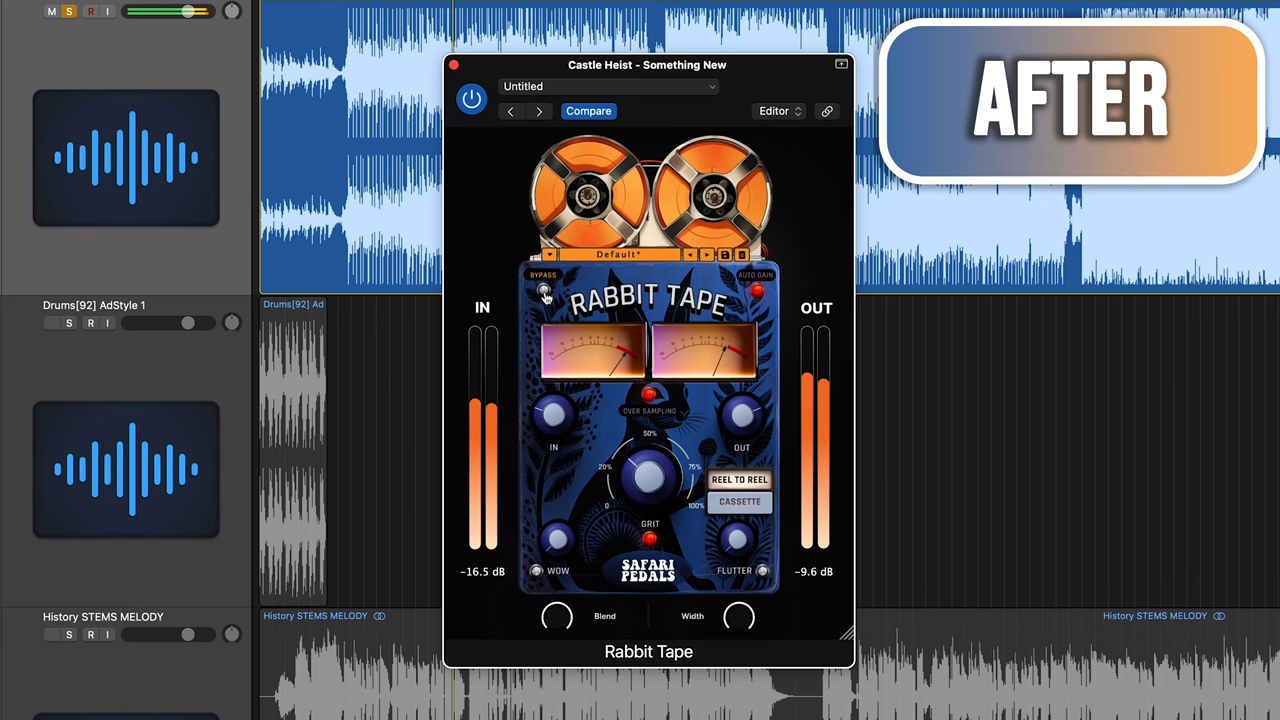 M S R I
AFTER
Castle Heist - Something New
Untitled
Compare
Editor
Default*
BYPASS
AUTO GAIN
RABBIT TAPE
IN
OUT
Drums[92] AdStyle 1
S R I
Drums[92] Ad
OVER SAMPLING
IN
OUT
50%
20%
75%
0
100%
REEL TO REEL
CASSETTE
GRIT
WOW
SAFARI
PEDALS
FLUTTER
-16.5 dB
-9.6 dB
Blend
Width
History STEMS MELODY
S R I
History STEMS MELODY
History STEMS MELODY
Rabbit Tape